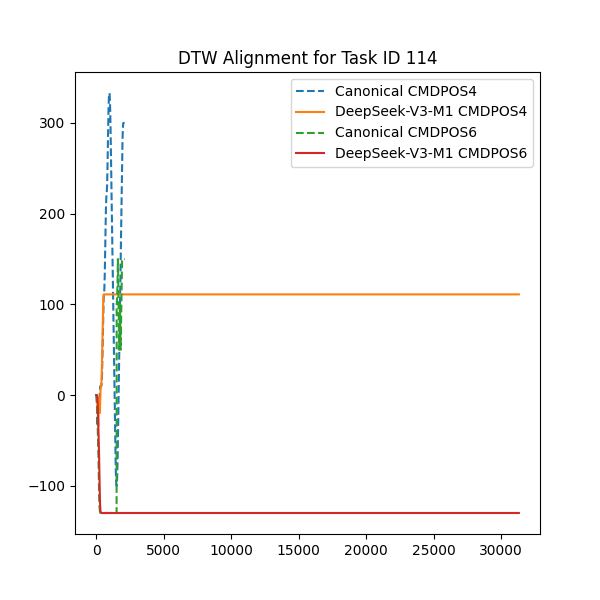 DTW Alignment for Task ID 114
Canonical CMDPOS4
DeepSeek-V3-M1 CMDPOS4
Canonical CMDPOS6
DeepSeek-V3-M1 CMDPOS6
300
200
100
0
−100
0 5000 10000 15000 20000 25000 30000